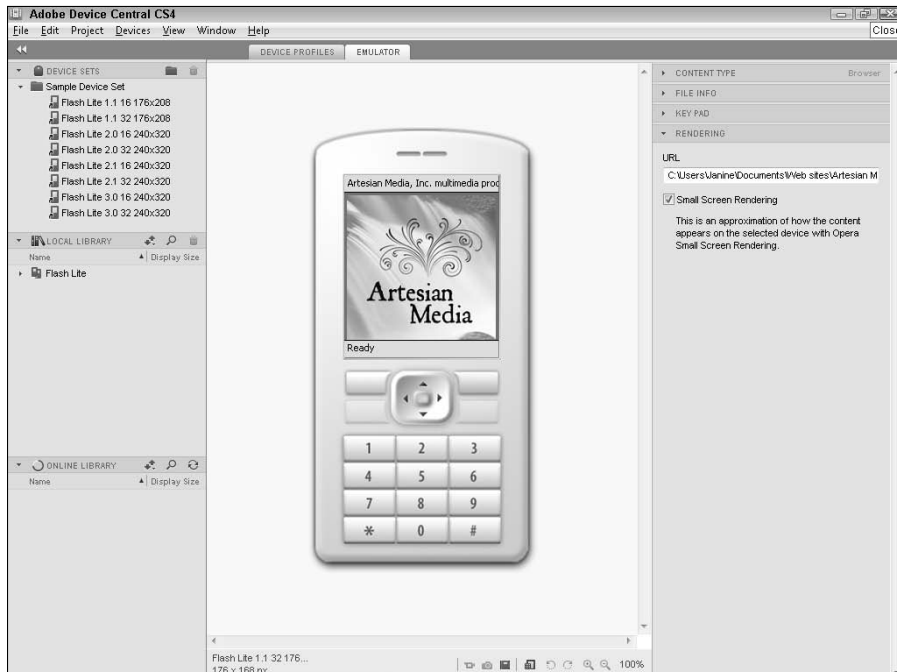 Adobe Device Central CS4
File Edit Project Devices View Window Help
Close
DEVICE PROFILES EMULATOR
DEVICE SETS
Sample Device Set
Flash Lite 1.1 16 176x208
Flash Lite 1.1 32 176x208
Flash Lite 2.0 16 240x320
Flash Lite 2.0 32 240x320
Flash Lite 2.1 16 240x320
Flash Lite 2.1 32 240x320
Flash Lite 3.0 16 240x320
Flash Lite 3.0 32 240x320
LOCAL LIBRARY
Name Display Size
Flash Lite
ONLINE LIBRARY
Name Display Size
Artesian Media, Inc. multimedia prod
Artesian
Media
Ready
1 2 3
4 5 6
7 8 9
* 0 #
Flash Lite 1.1 32 176...
176 x 168 px
100%
CONTENT TYPE Browser
FILE INFO
KEY PAD
RENDERING
URL
C:\Users\Janine\Documents\Web sites\Artesian M
Small Screen Rendering
This is an approximation of how the content
appears on the selected device with Opera
Small Screen Rendering.